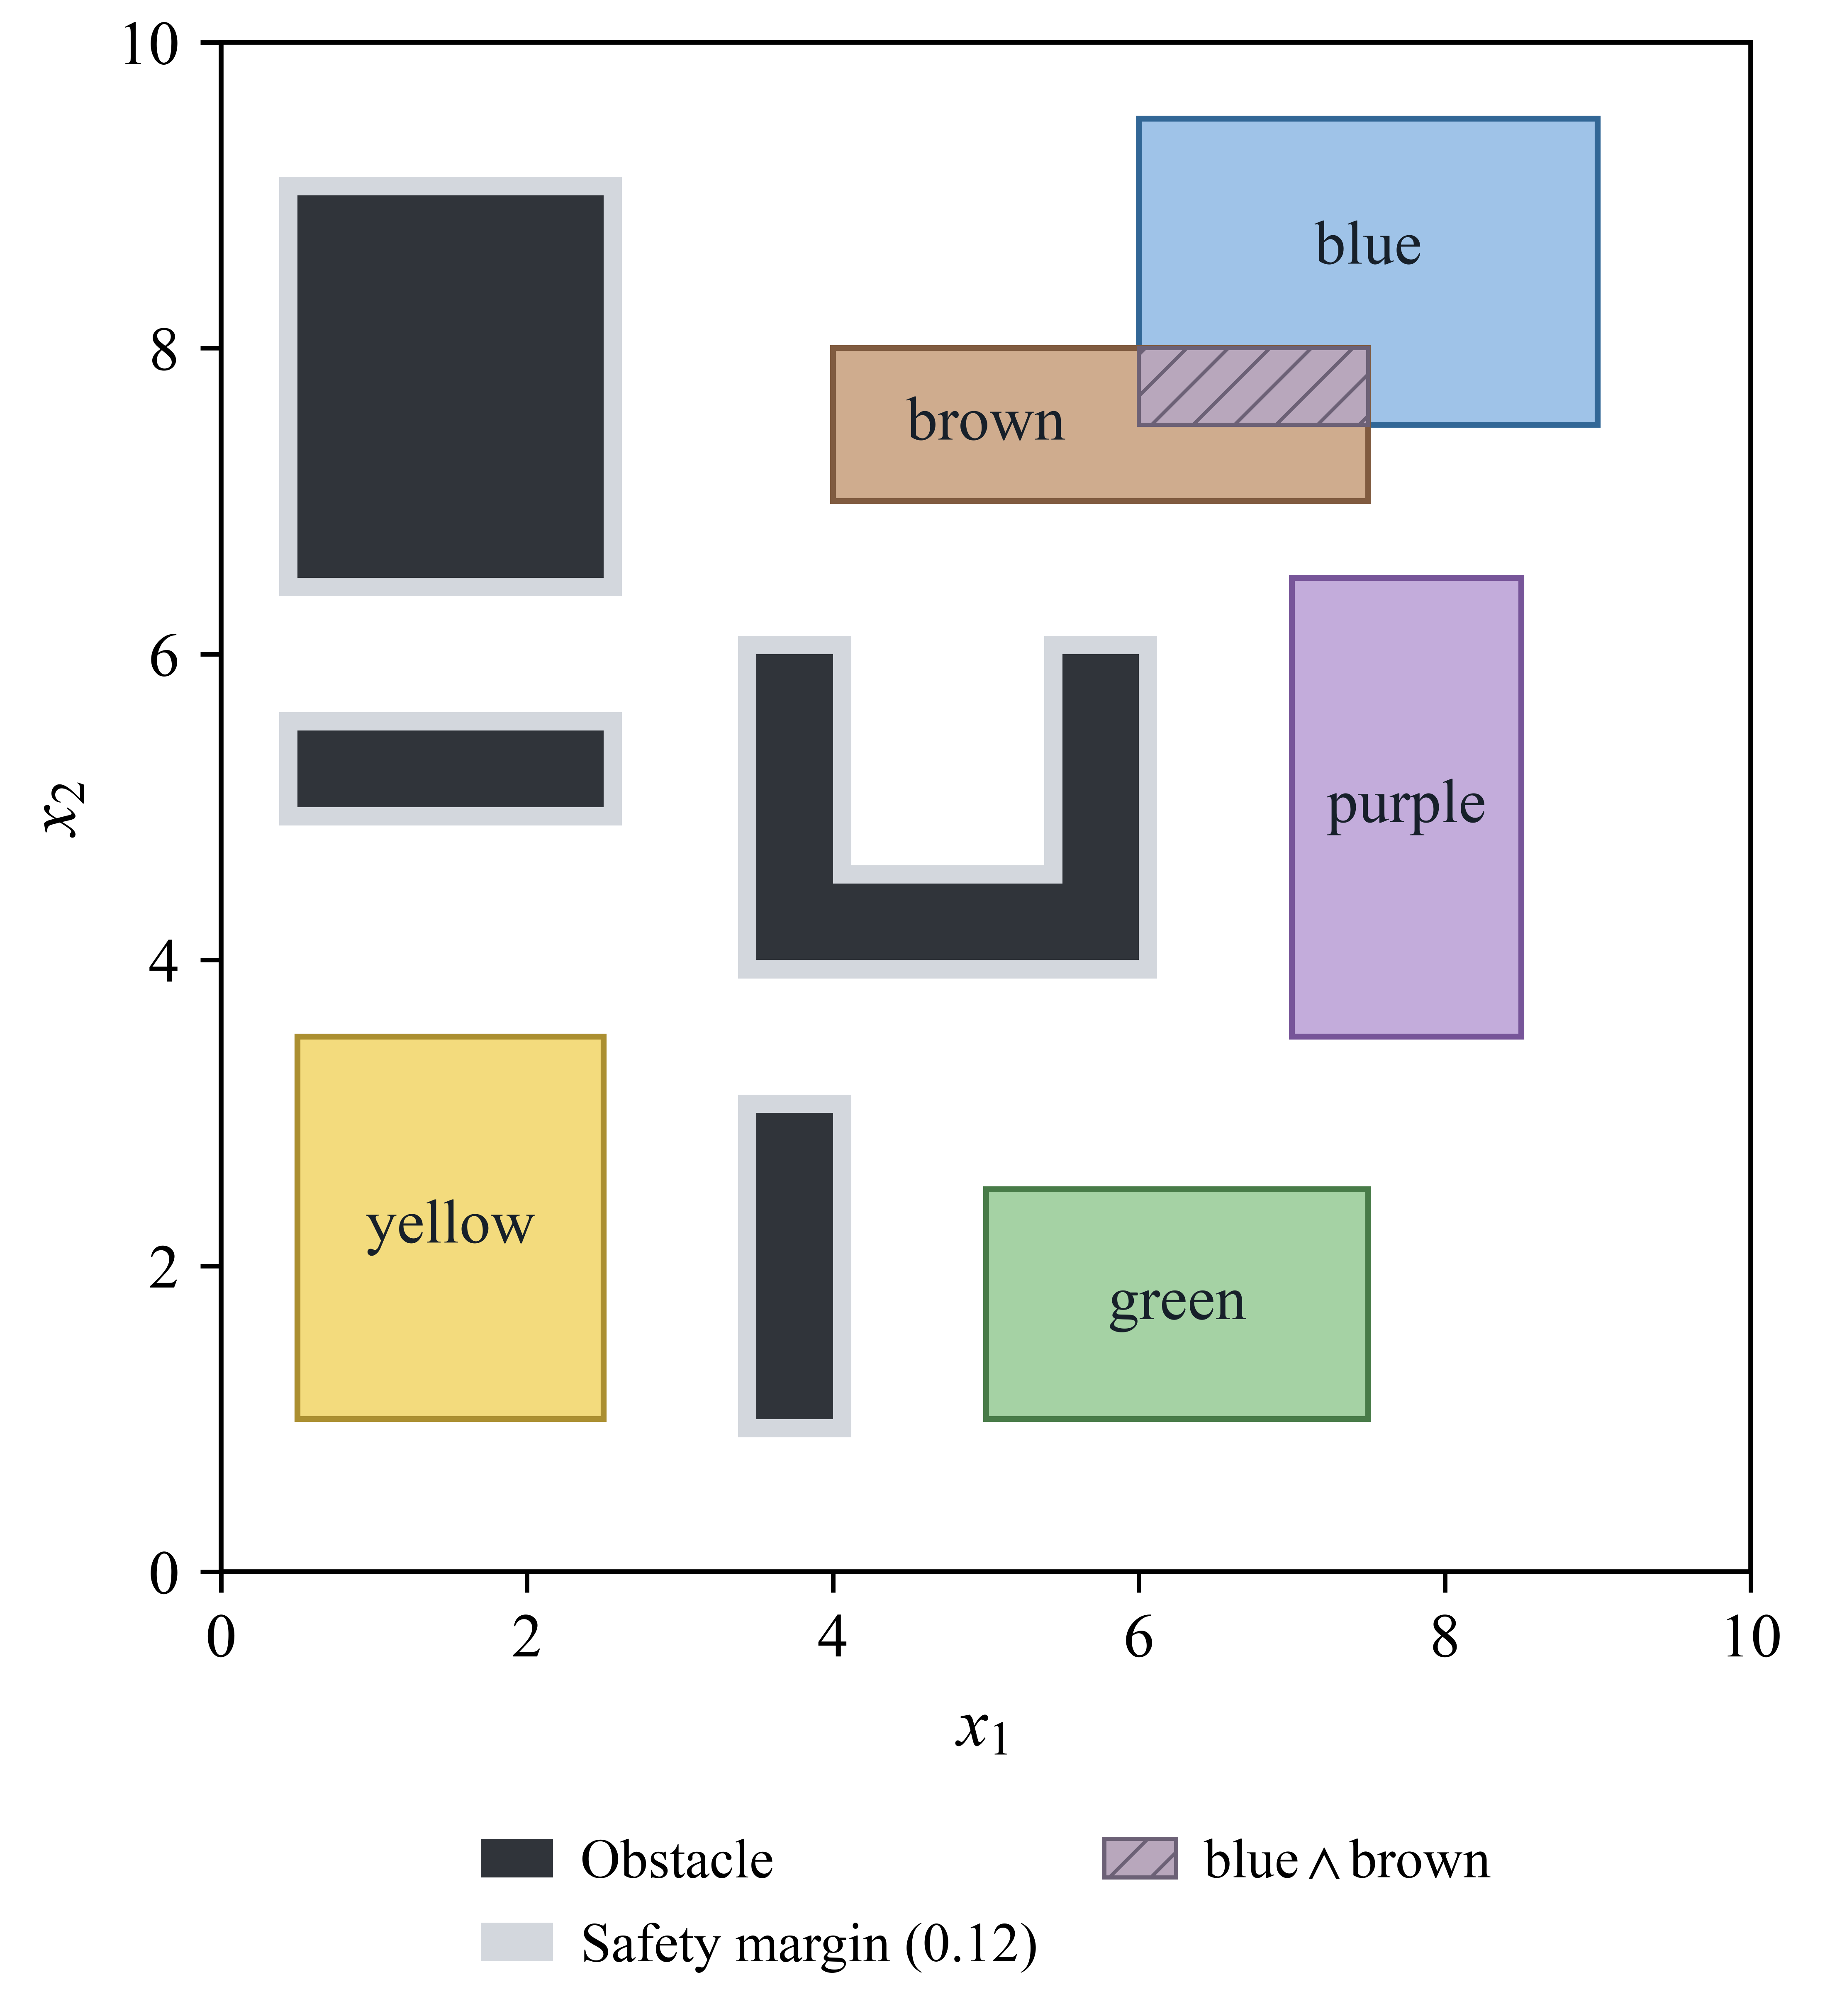 10
8
6
4
2
0
x₂
blue
brown
purple
yellow
green
0 2 4 6 8 10
x₁
Obstacle
Safety margin (0.12)
blue ∧ brown